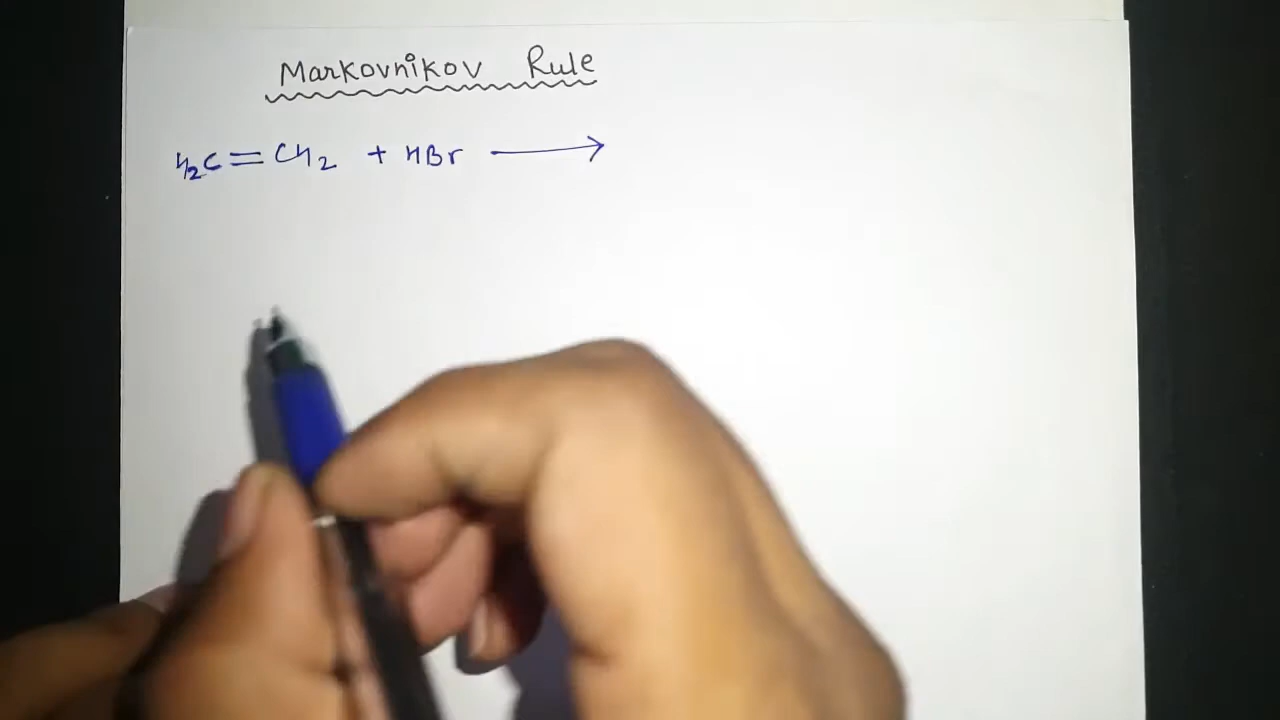 Markovnikov Rule
H₂C=CH₂ + HBr ⟶